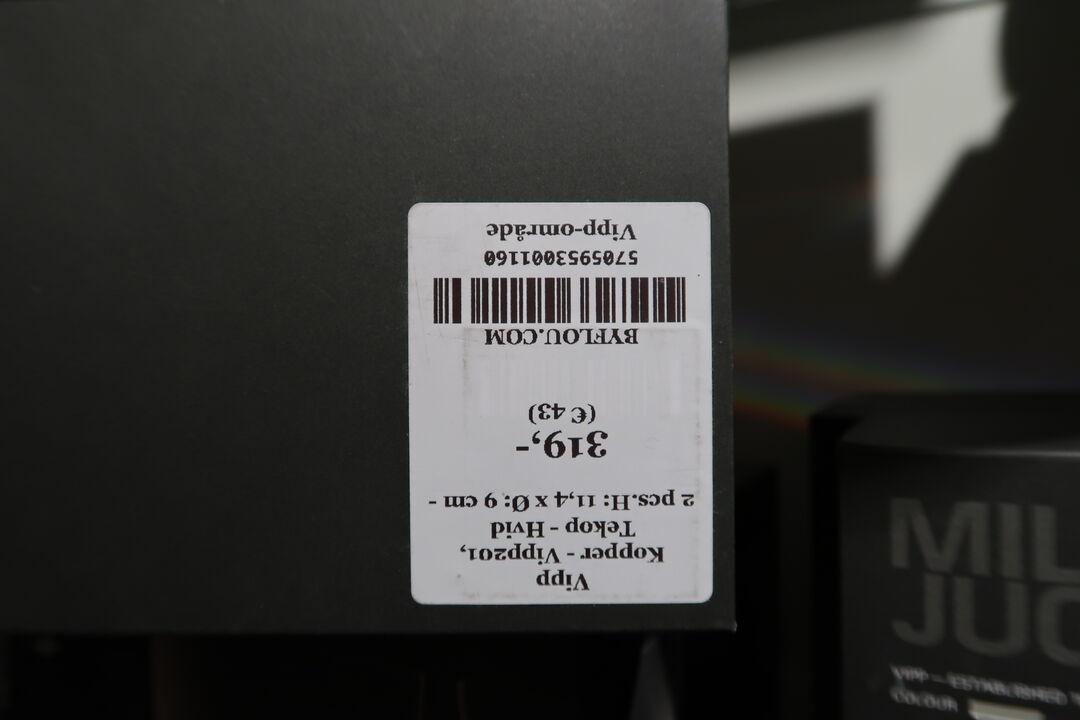 Vipp
Kopper - Vipp201,
Tekop - Hvid
2 pcs.H: 11,4 x Ø: 9 cm -
319,-
(€ 43)
BYFLOU.COM
5705953001160
Vipp-område
MIL
JUG
VIPP — ESTABLISHED
COLOUR